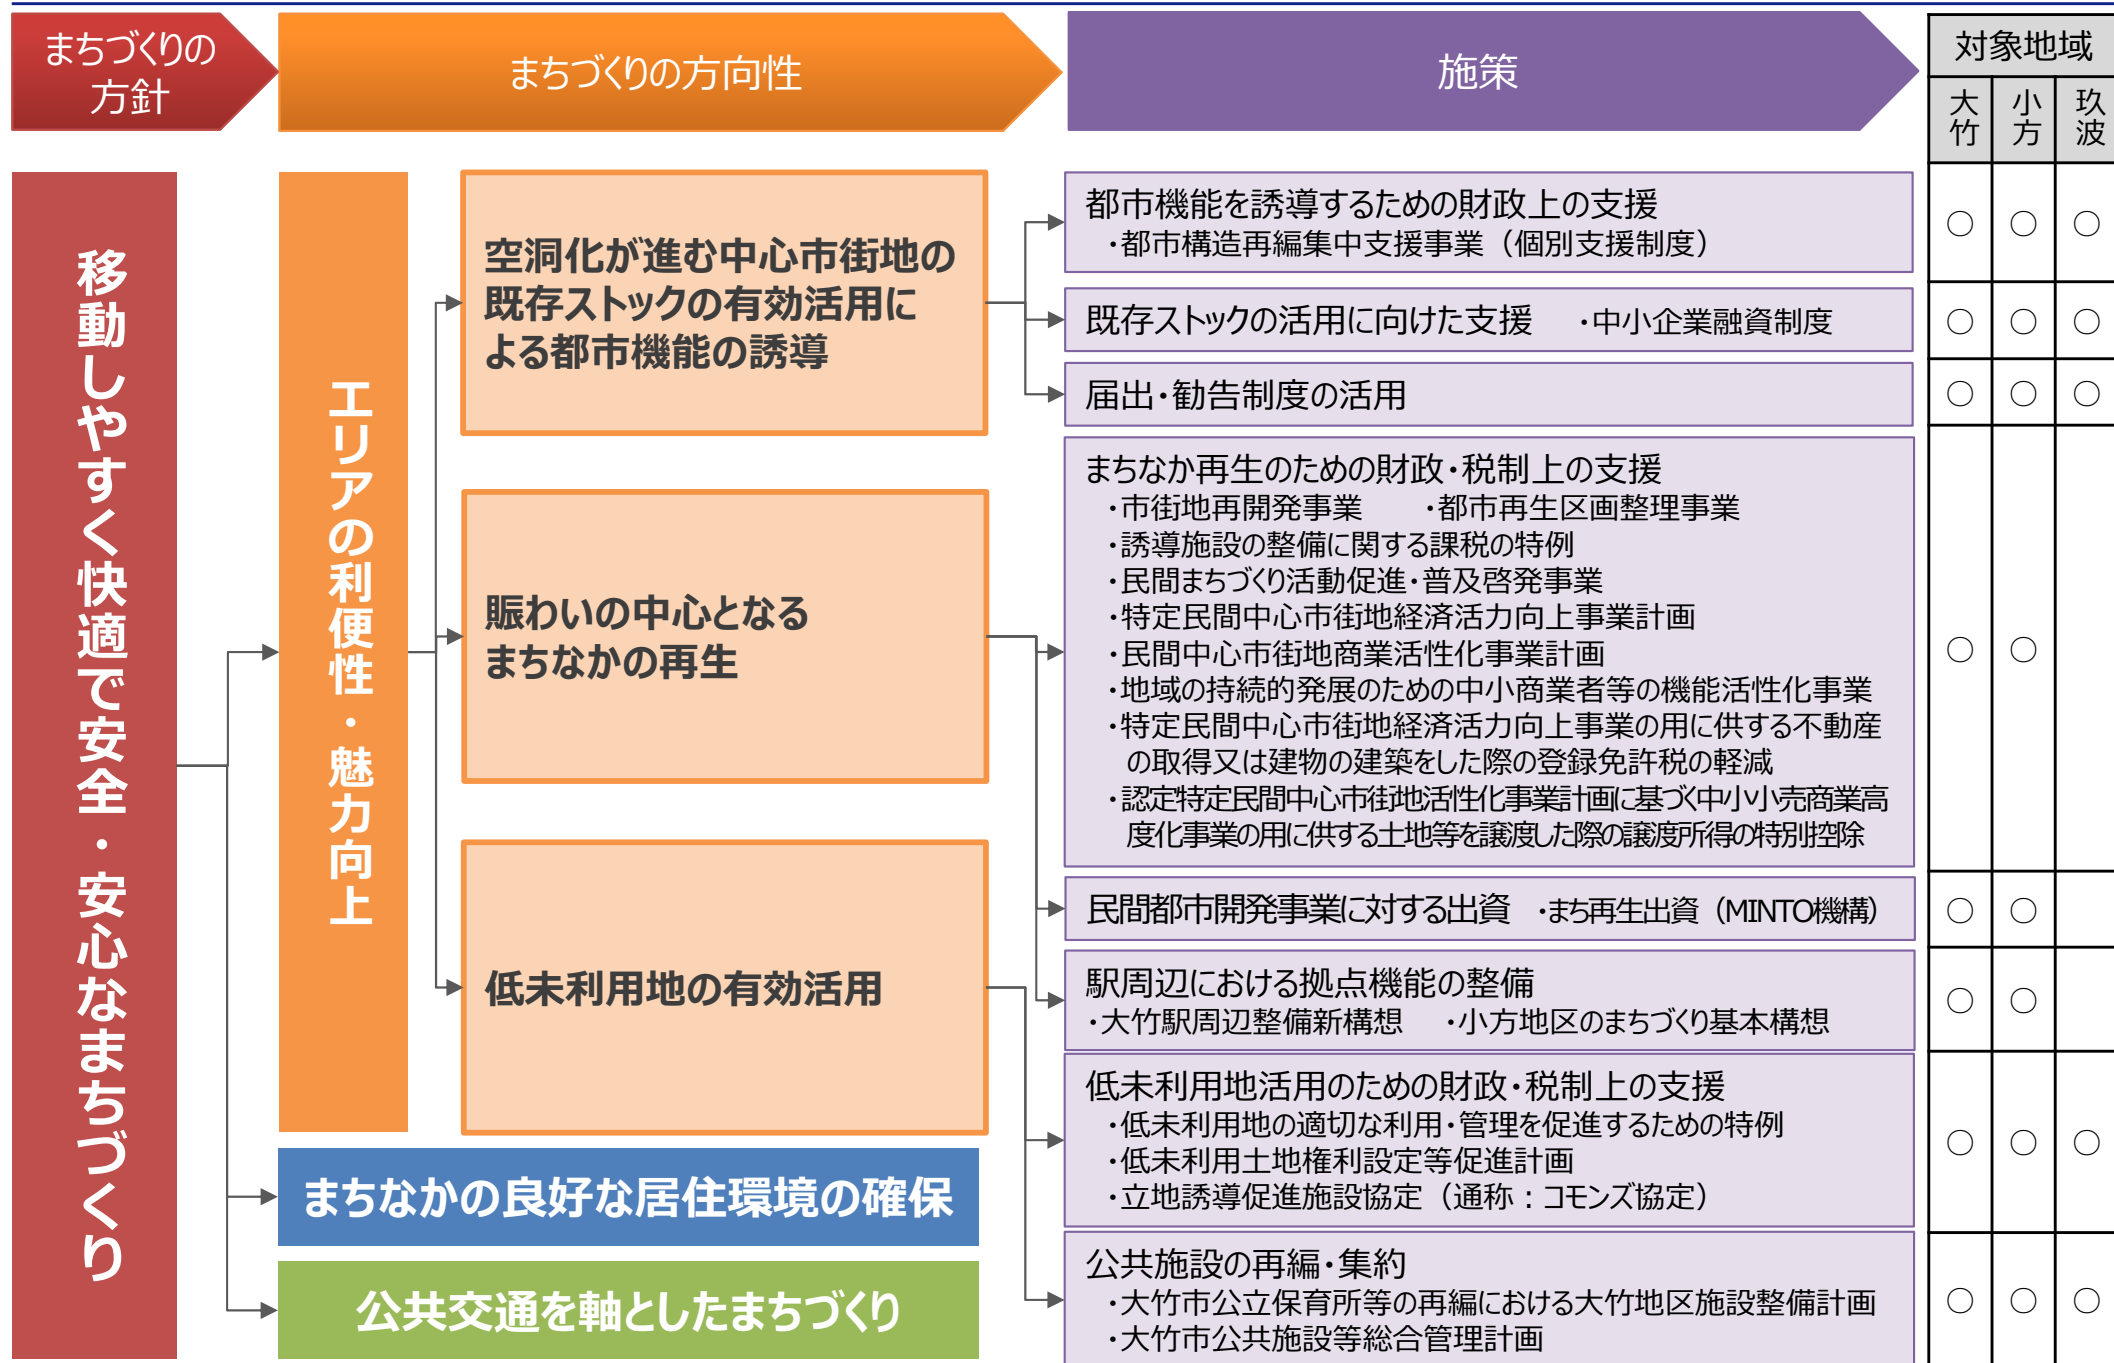 まちづくりの
方針
まちづくりの方向性
施策
対象地域
大竹
小方
玖波
移動しやすく快適で安全・安心なまちづくり
エリアの利便性・魅力向上
空洞化が進む中心市街地の
既存ストックの有効活用に
よる都市機能の誘導
都市機能を誘導するための財政上の支援
・都市構造再編集中支援事業（個別支援制度）
〇 〇 〇
既存ストックの活用に向けた支援 ・中小企業融資制度
〇 〇 〇
届出・勧告制度の活用
〇 〇 〇
賑わいの中心となる
まちなかの再生
まちなか再生のための財政・税制上の支援
・市街地再開発事業 ・都市再生区画整理事業
・誘導施設の整備に関する課税の特例
・民間まちづくり活動促進・普及啓発事業
・特定民間中心市街地経済活力向上事業計画
・民間中心市街地商業活性化事業計画
・地域の持続的発展のための中小商業者等の機能活性化事業
・特定民間中心市街地経済活力向上事業の用に供する不動産
の取得又は建物の建築をした際の登録免許税の軽減
・認定特定民間中心市街地活性化事業計画に基づく中小小売商業高
度化事業の用に供する土地等を譲渡した際の譲渡所得の特別控除
〇 〇
民間都市開発事業に対する出資 ・まち再生出資（MINTO機構）
〇 〇
駅周辺における拠点機能の整備
・大竹駅周辺整備新構想 ・小方地区のまちづくり基本構想
〇 〇
低未利用地の有効活用
低未利用地活用のための財政・税制上の支援
・低未利用地の適切な利用・管理を促進するための特例
・低未利用土地権利設定等促進計画
・立地誘導促進施設協定（通称：コモンズ協定）
〇 〇 〇
公共施設の再編・集約
・大竹市公立保育所等の再編における大竹地区施設整備計画
・大竹市公共施設等総合管理計画
〇 〇 〇
まちなかの良好な居住環境の確保
公共交通を軸としたまちづくり